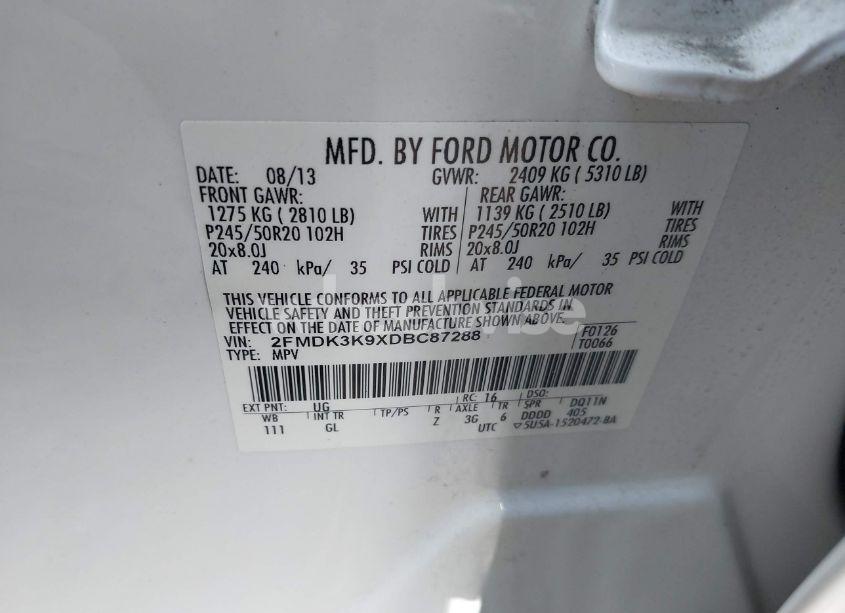 MFD. BY FORD MOTOR CO.
DATE: 08/13 GVWR: 2409 KG ( 5310 LB)
FRONT GAWR: REAR GAWR:
1275 KG ( 2810 LB) WITH 1139 KG ( 2510 LB) WITH
P245/50R20 102H TIRES P245/50R20 102H TIRES
20x8.0J RIMS 20x8.0J RIMS
AT 240 kPa/ 35 PSI COLD AT 240 kPa/ 35 PSI COLD
THIS VEHICLE CONFORMS TO ALL APPLICABLE FEDERAL MOTOR
VEHICLE SAFETY AND THEFT PREVENTION STANDARDS IN
EFFECT ON THE DATE OF MANUFACTURE SHOWN ABOVE.
VIN: 2FMDK3K9XDBC87288 F0126
TYPE: MPV T0066
RC: 16 DSO:
EXT PNT: UG DQ11N
WB INT TR TP/PS R AXLE TR SPR 405
111 GL Z 3G 6 DDDD
UTC ▽5U5A-1520472-BA